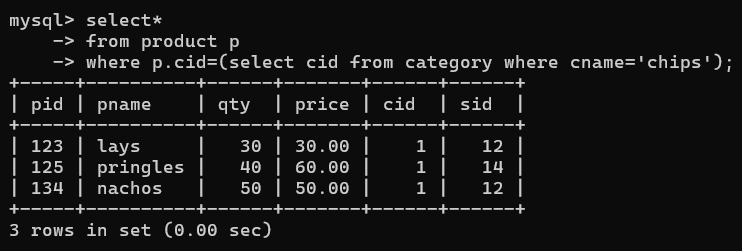 mysql> select*
    -> from product p
    -> where p.cid=(select cid from category where cname='chips');
+-----+----------+------+-------+------+------+
| pid | pname    | qty  | price | cid  | sid  |
+-----+----------+------+-------+------+------+
| 123 | lays     |   30 | 30.00 |    1 |   12 |
| 125 | pringles |   40 | 60.00 |    1 |   14 |
| 134 | nachos   |   50 | 50.00 |    1 |   12 |
+-----+----------+------+-------+------+------+
3 rows in set (0.00 sec)